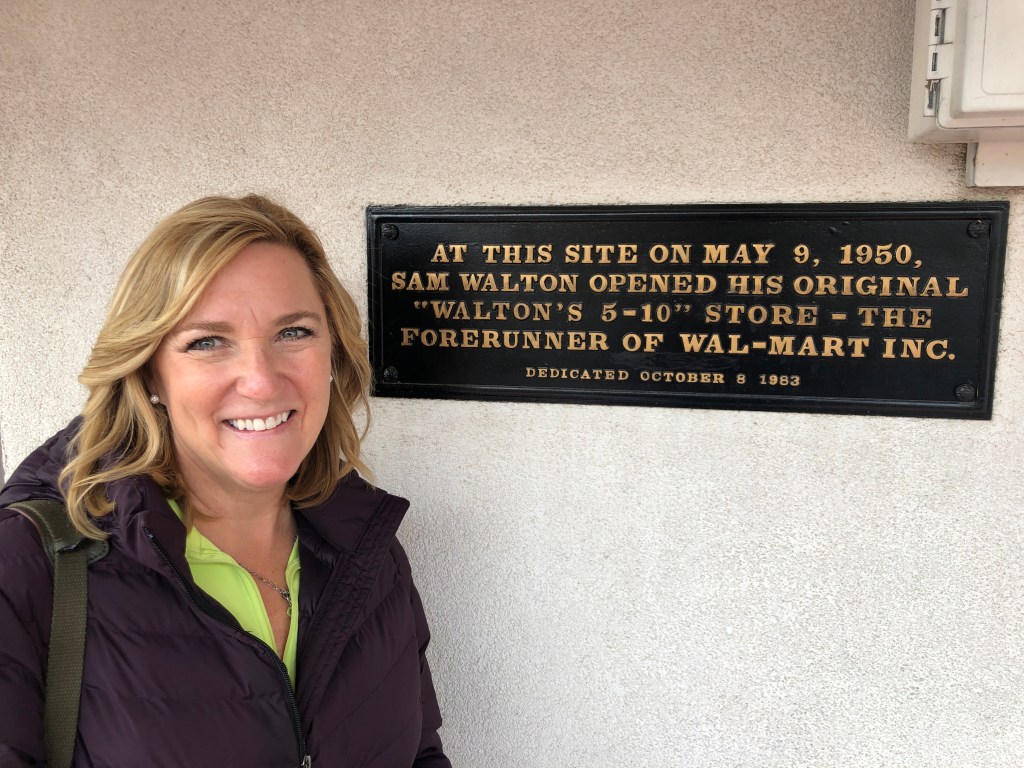 AT THIS SITE ON MAY 9, 1950,
SAM WALTON OPENED HIS ORIGINAL
"WALTON'S 5-10" STORE - THE
FORERUNNER OF WAL-MART INC.
DEDICATED OCTOBER 8 1983